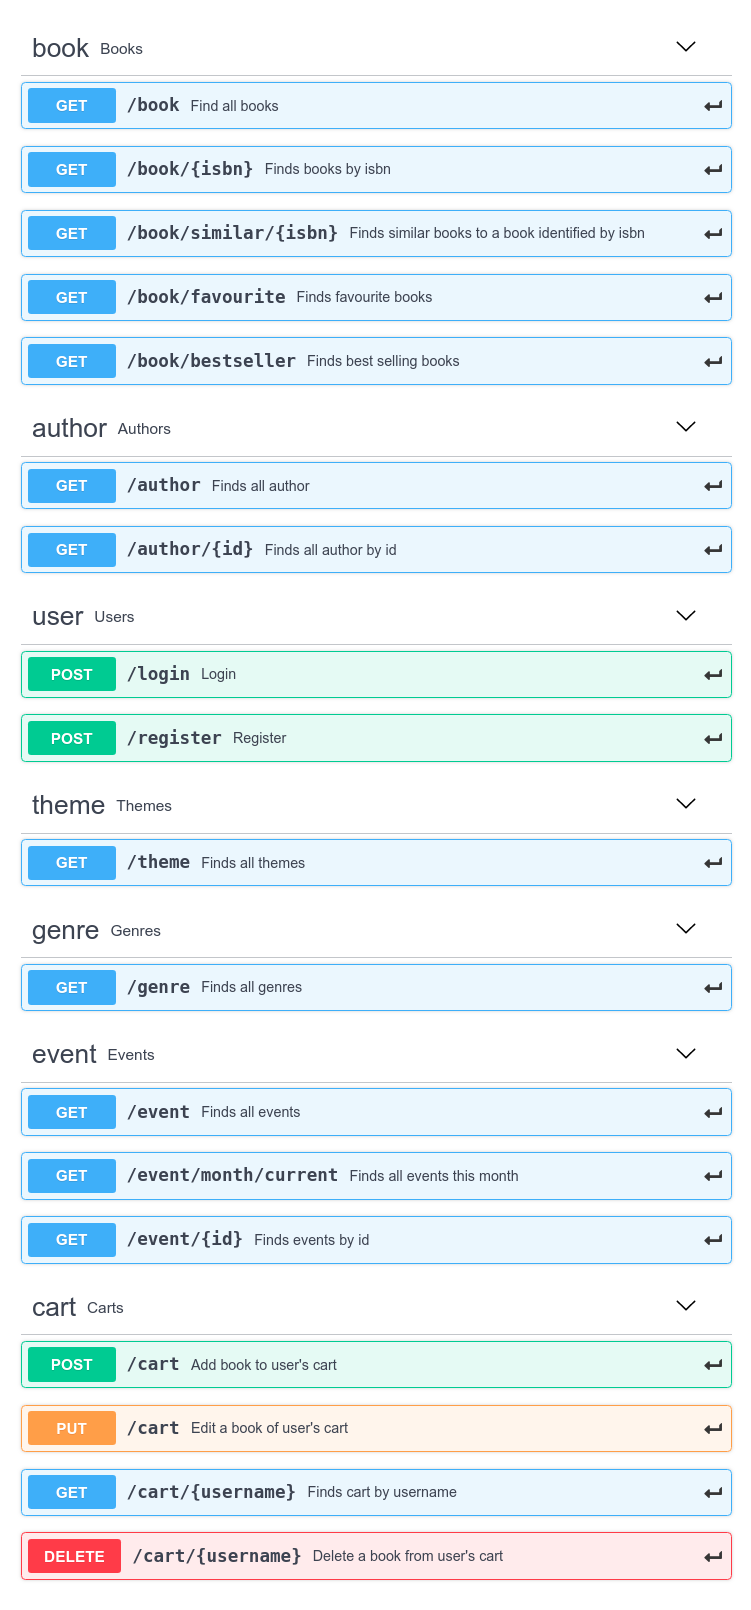 book Books
GET /book Find all books
GET /book/{isbn} Finds books by isbn
GET /book/similar/{isbn} Finds similar books to a book identified by isbn
GET /book/favourite Finds favourite books
GET /book/bestseller Finds best selling books
author Authors
GET /author Finds all author
GET /author/{id} Finds all author by id
user Users
POST /login Login
POST /register Register
theme Themes
GET /theme Finds all themes
genre Genres
GET /genre Finds all genres
event Events
GET /event Finds all events
GET /event/month/current Finds all events this month
GET /event/{id} Finds events by id
cart Carts
POST /cart Add book to user's cart
PUT /cart Edit a book of user's cart
GET /cart/{username} Finds cart by username
DELETE /cart/{username} Delete a book from user's cart